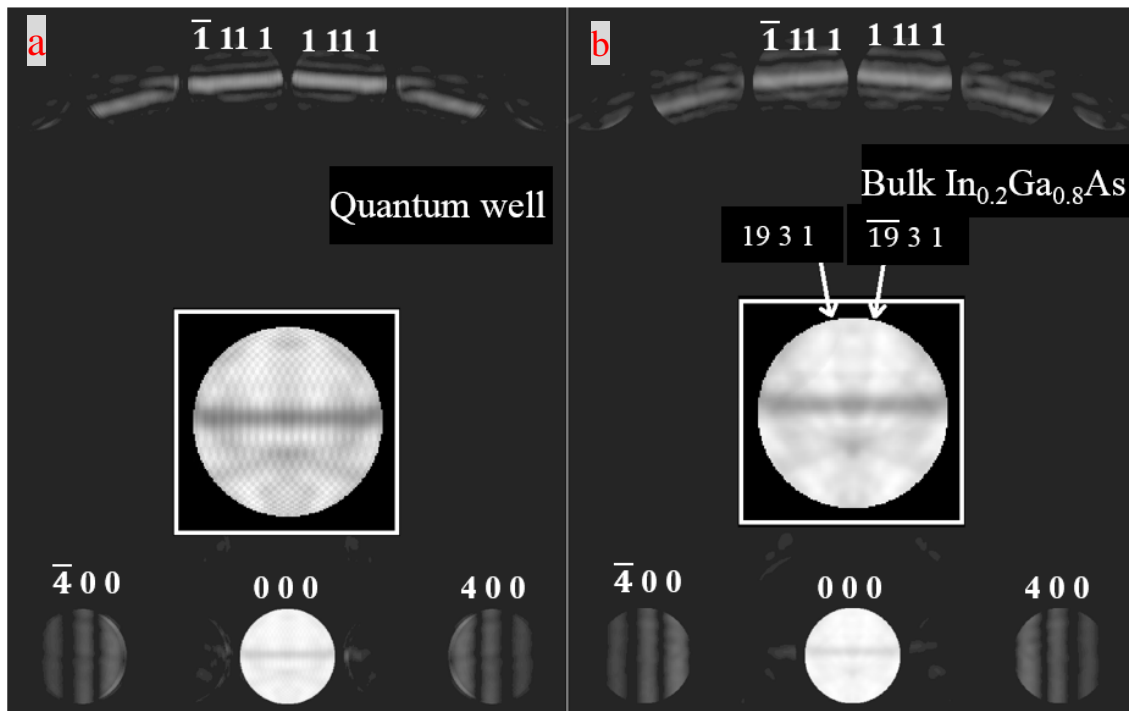 a
1̅ 11 1 1 11 1
Quantum well
4̅ 0 0 0 0 0 4 0 0
b
1̅ 11 1 1 11 1
Bulk In₀.₂Ga₀.₈As
19 3 1 1̅9̅ 3 1
4̅ 0 0 0 0 0 4 0 0